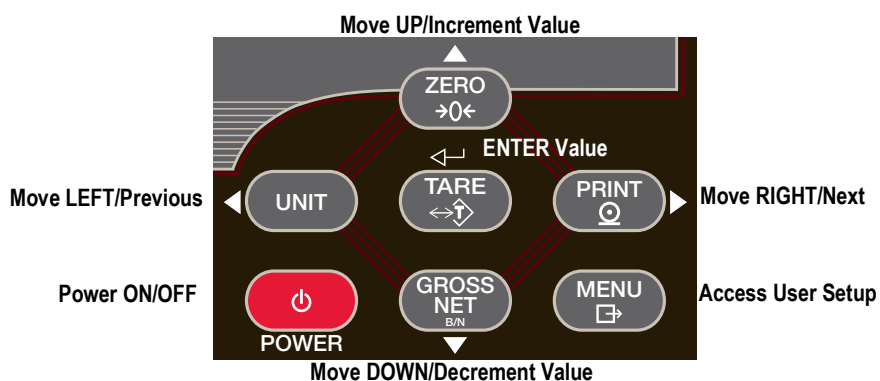 Move UP/Increment Value
ZERO
→0←
ENTER Value
Move LEFT/Previous
UNIT
TARE
T
PRINT
Move RIGHT/Next
Power ON/OFF
GROSS
NET
B/N
MENU
Access User Setup
POWER
Move DOWN/Decrement Value